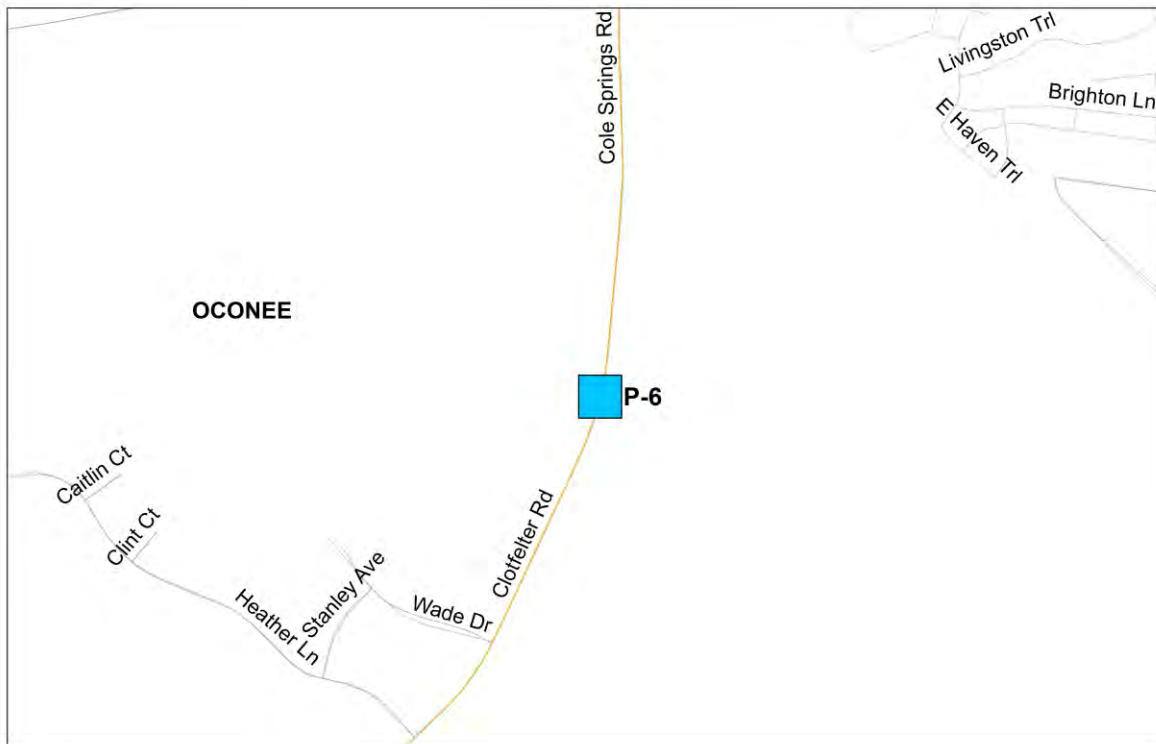 Cole Springs Rd
Livingston Trl
Brighton Ln
E Haven Trl
OCONEE
P-6
Caitlin Ct
Clint Ct
Clotfelter Rd
Stanley Ave
Wade Dr
Heather Ln